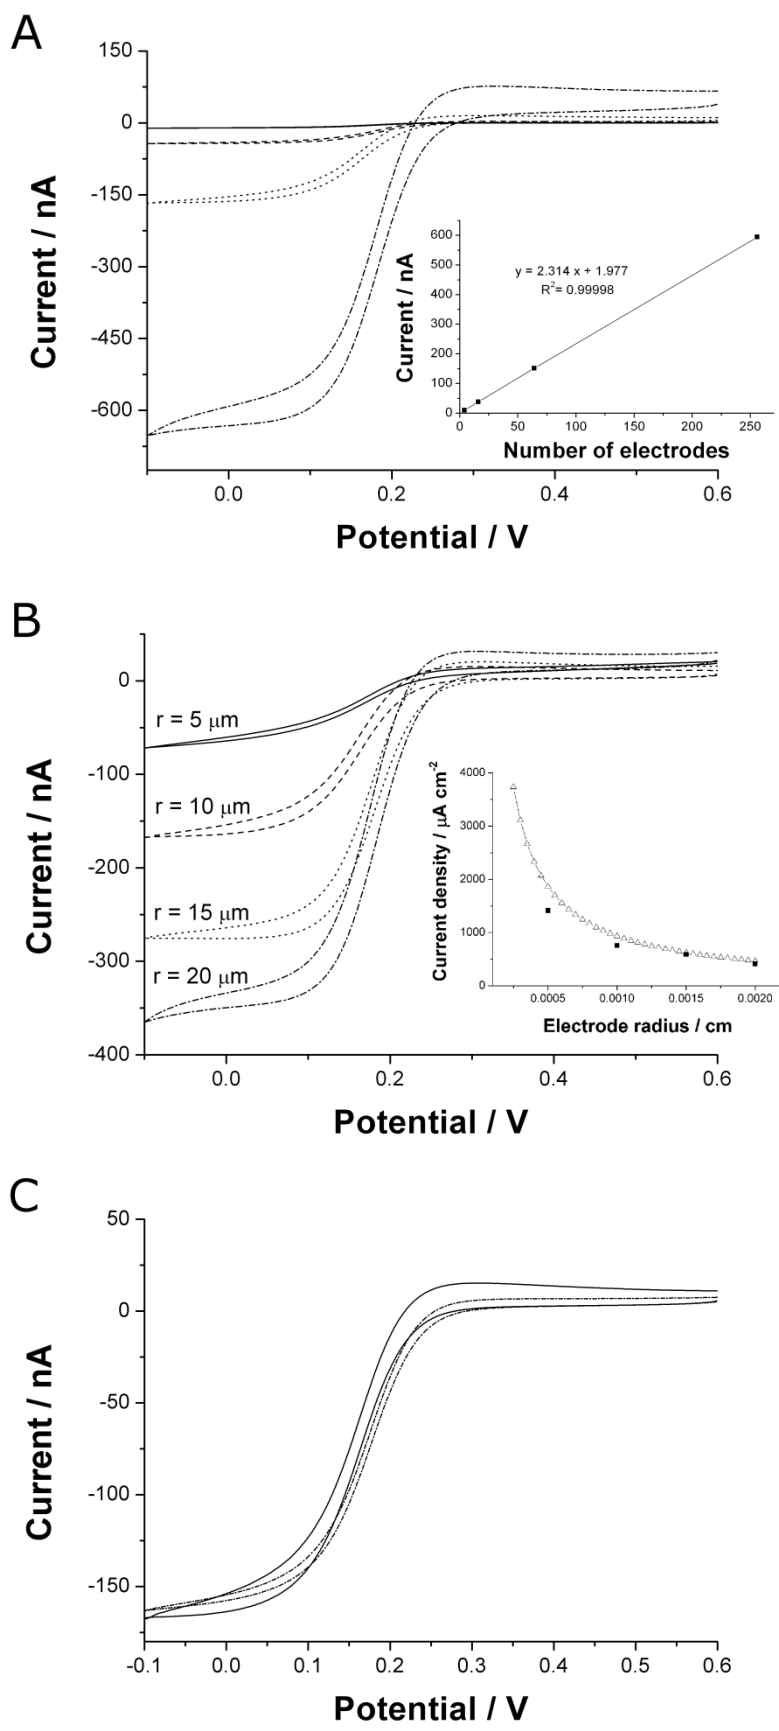 A
150
0
-150
-300
-450
-600
Current / nA
0.0
0.2
0.4
0.6
Potential / V
600
500
400
300
200
100
0
Current / nA
y = 2.314 x + 1.977
R²= 0.99998
0
50
100
150
200
250
Number of electrodes
B
0
-100
-200
-300
-400
Current / nA
r = 5 μm
r = 10 μm
r = 15 μm
r = 20 μm
0.0
0.2
0.4
0.6
Potential / V
4000
3000
2000
1000
0
Current density / μA cm⁻²
0.0005
0.0010
0.0015
0.0020
Electrode radius / cm
C
50
0
-50
-100
-150
Current / nA
-0.1
0.0
0.1
0.2
0.3
0.4
0.5
0.6
Potential / V